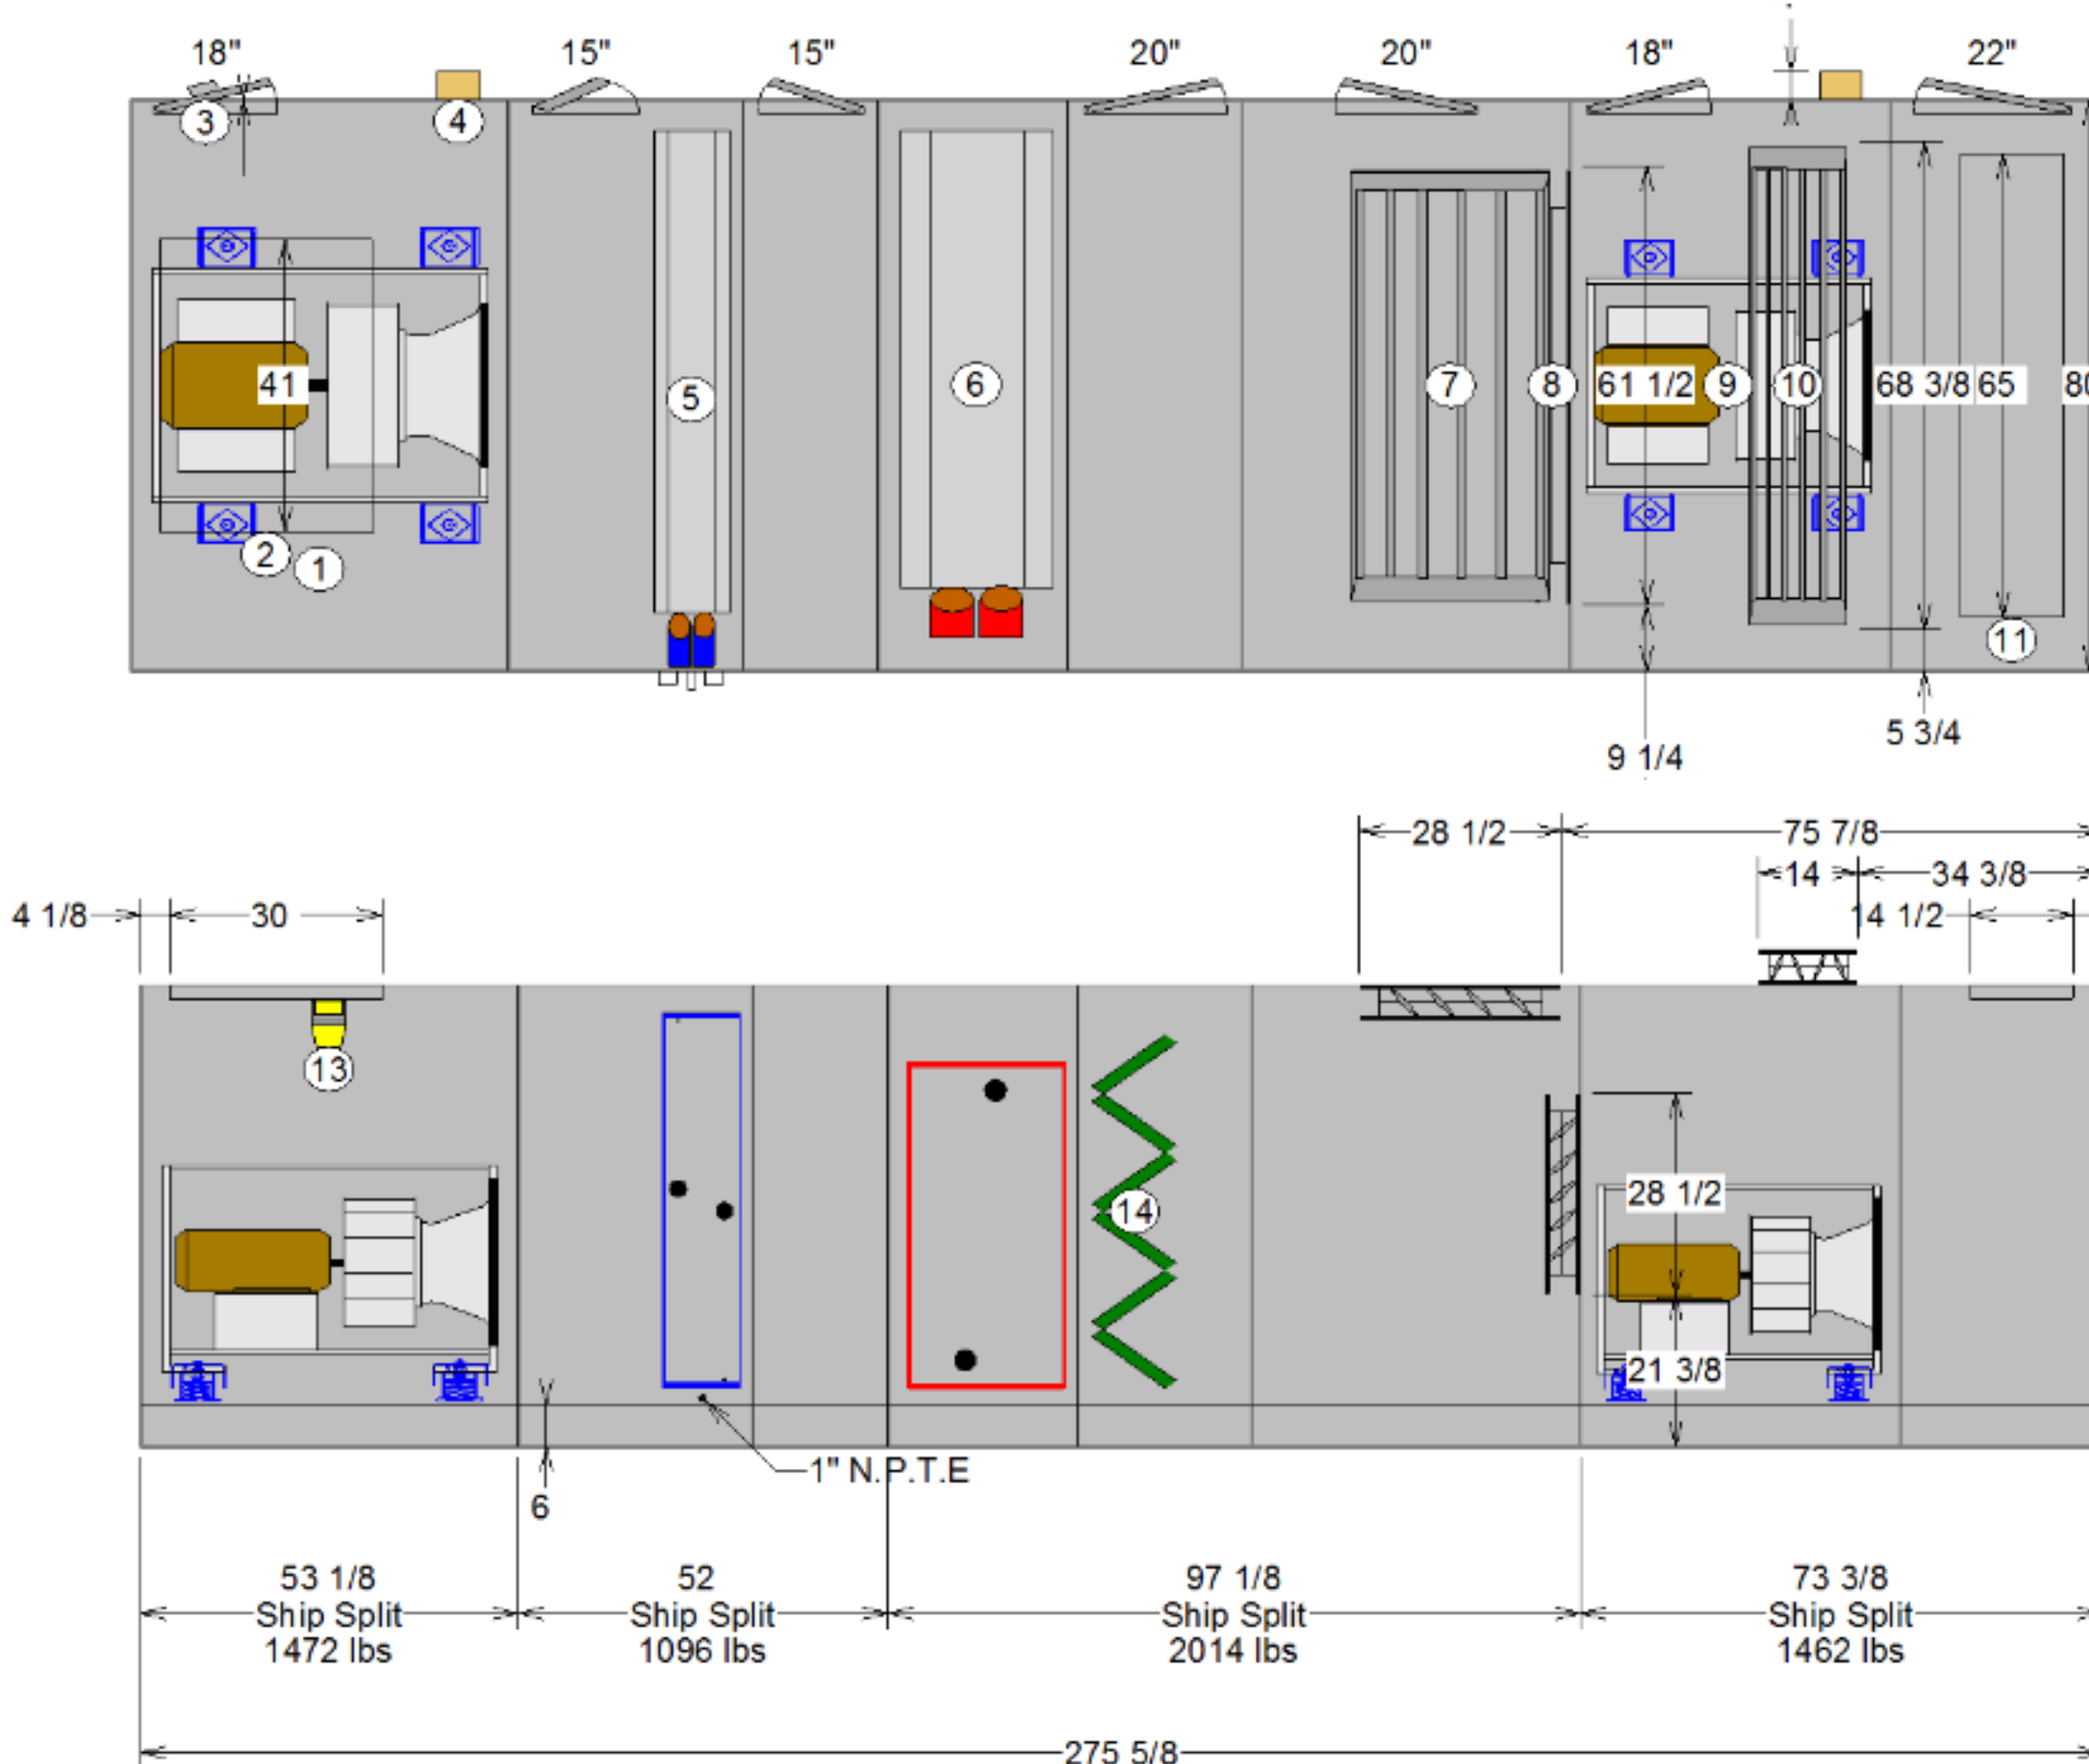 18" 15" 15" 20" 20" 18" 22"
3 4
41 5 6 7 8 61 1/2 9 10 68 3/8 65 80
2 1
11
5 3/4
9 1/4
28 1/2 75 7/8
14 34 3/8
4 1/8 30 14 1/2
13
28 1/2
14
21 3/8
1" N.P.T.E
6
53 1/8 52 97 1/8 73 3/8
Ship Split Ship Split Ship Split Ship Split
1472 lbs 1096 lbs 2014 lbs 1462 lbs
275 5/8